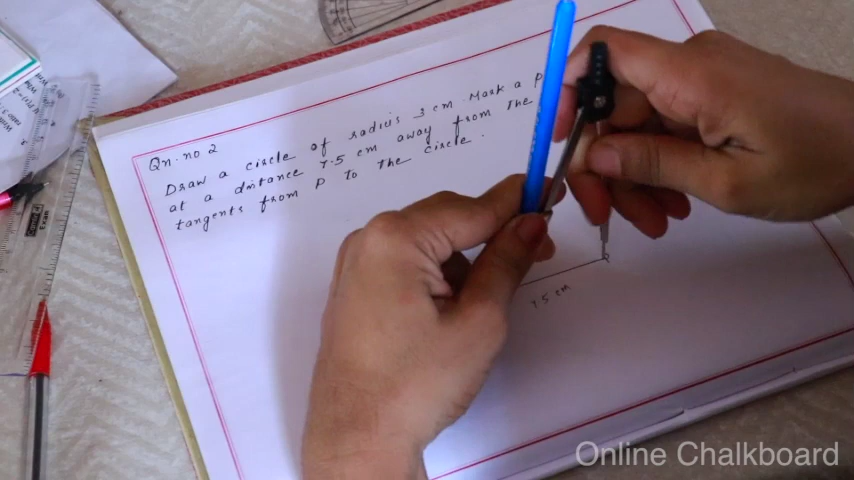 Qn. no 2
Draw a circle of radius 3 cm. Mark a P
at a distance 7.5 cm away from the
tangents from P To The circle.
7.5 cm
Online Chalkboard